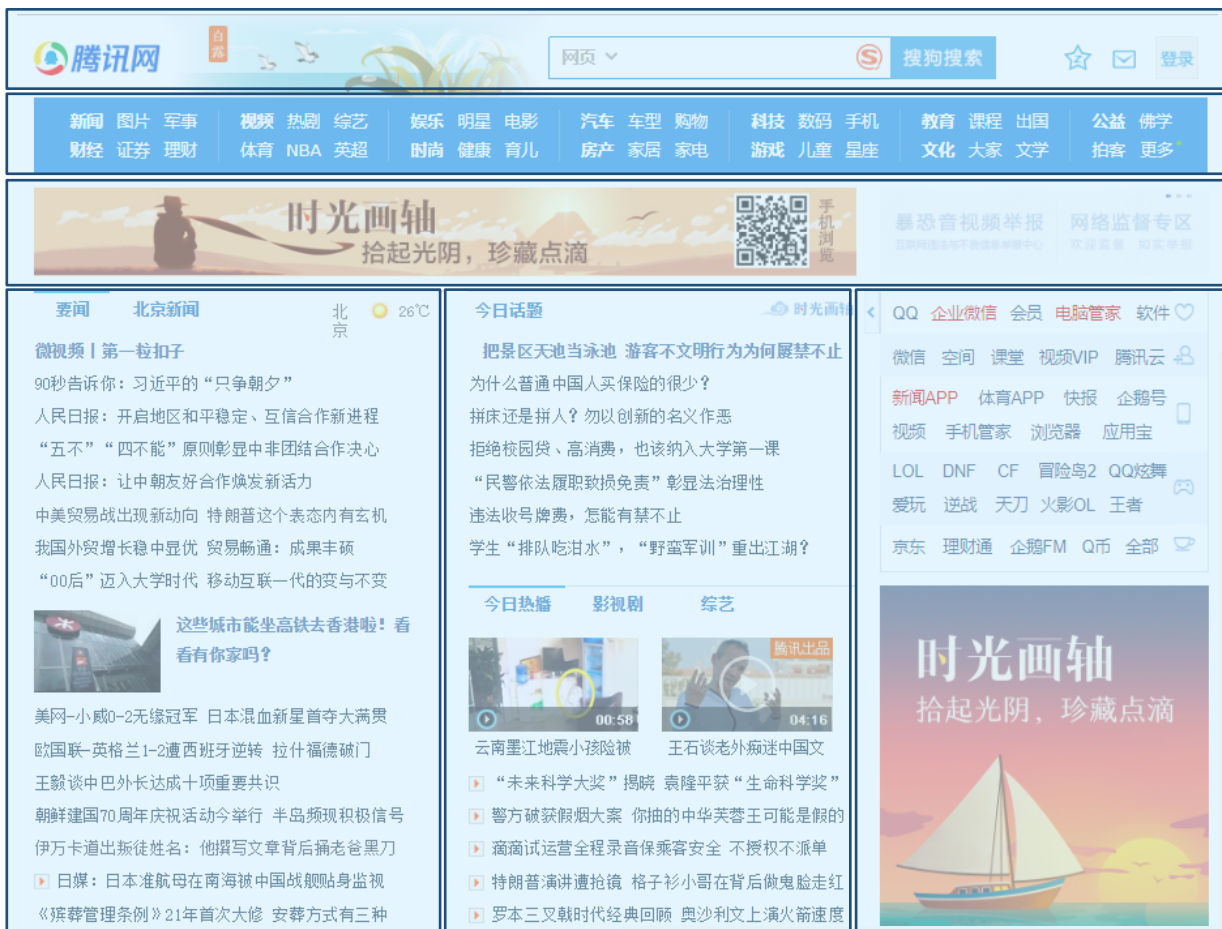 白露
腾讯网
网页
搜狗搜索
登录
新闻 图片 军事 视频 热剧 综艺 娱乐 明星 电影 汽车 车型 购物 科技 数码 手机 教育 课程 出国 公益 佛学
财经 证券 理财 体育 NBA 英超 时尚 健康 育儿 房产 家居 家电 游戏 儿童 星座 文化 大家 文学 拍客 更多
时光画轴
拾起光阴，珍藏点滴
手机浏览
暴恐音视频举报 网络监督专区
互联网违法与不良信息举报中心 欢迎监督 如实举报
要闻 北京新闻 北京 26℃
微视频丨第一粒扣子
90秒告诉你：习近平的“只争朝夕”
人民日报：开启地区和平稳定、互信合作新进程
“五不”“四不能”原则彰显中非团结合作决心
人民日报：让中朝友好合作焕发新活力
中美贸易战出现新动向 特朗普这个表态内有玄机
我国外贸增长稳中显优 贸易畅通：成果丰硕
“00后”迈入大学时代 移动互联一代的变与不变
这些城市能坐高铁去香港啦！看
看有你家吗？
美网-小威0-2无缘冠军 日本混血新星首夺大满贯
欧国联-英格兰1-2遭西班牙逆转 拉什福德破门
王毅谈中巴外长达成十项重要共识
朝鲜建国70周年庆祝活动今举行 半岛频现积极信号
伊万卡道出叛徒姓名：他撰写文章背后捅老爸黑刀
日媒：日本准航母在南海被中国战舰贴身监视
《殡葬管理条例》21年首次大修 安葬方式有三种
今日话题 时光画轴
把景区天池当泳池 游客不文明行为为何屡禁不止
为什么普通中国人买保险的很少？
拼床还是拼人？勿以创新的名义作恶
拒绝校园贷、高消费，也该纳入大学第一课
“民警依法履职致损免责”彰显法治理性
违法收号牌费，怎能有禁不止
学生“排队吃泔水”，“野蛮军训”重出江湖？
今日热播 影视剧 综艺
腾讯出品
00:58 04:16
云南墨江地震小孩险被 王石谈老外痴迷中国文
“未来科学大奖”揭晓 袁隆平获“生命科学奖”
警方破获假烟大案 你抽的中华芙蓉王可能是假的
滴滴试运营全程录音保乘客安全 不授权不派单
特朗普演讲遭抢镜 格子衫小哥在背后做鬼脸走红
罗本三叉戟时代经典回顾 奥沙利文上演火箭速度
QQ 企业微信 会员 电脑管家 软件
微信 空间 课堂 视频VIP 腾讯云
新闻APP 体育APP 快报 企鹅号
视频 手机管家 浏览器 应用宝
LOL DNF CF 冒险岛2 QQ炫舞
爱玩 逆战 天刀 火影OL 王者
京东 理财通 企鹅FM Q币 全部
时光画轴
拾起光阴，珍藏点滴